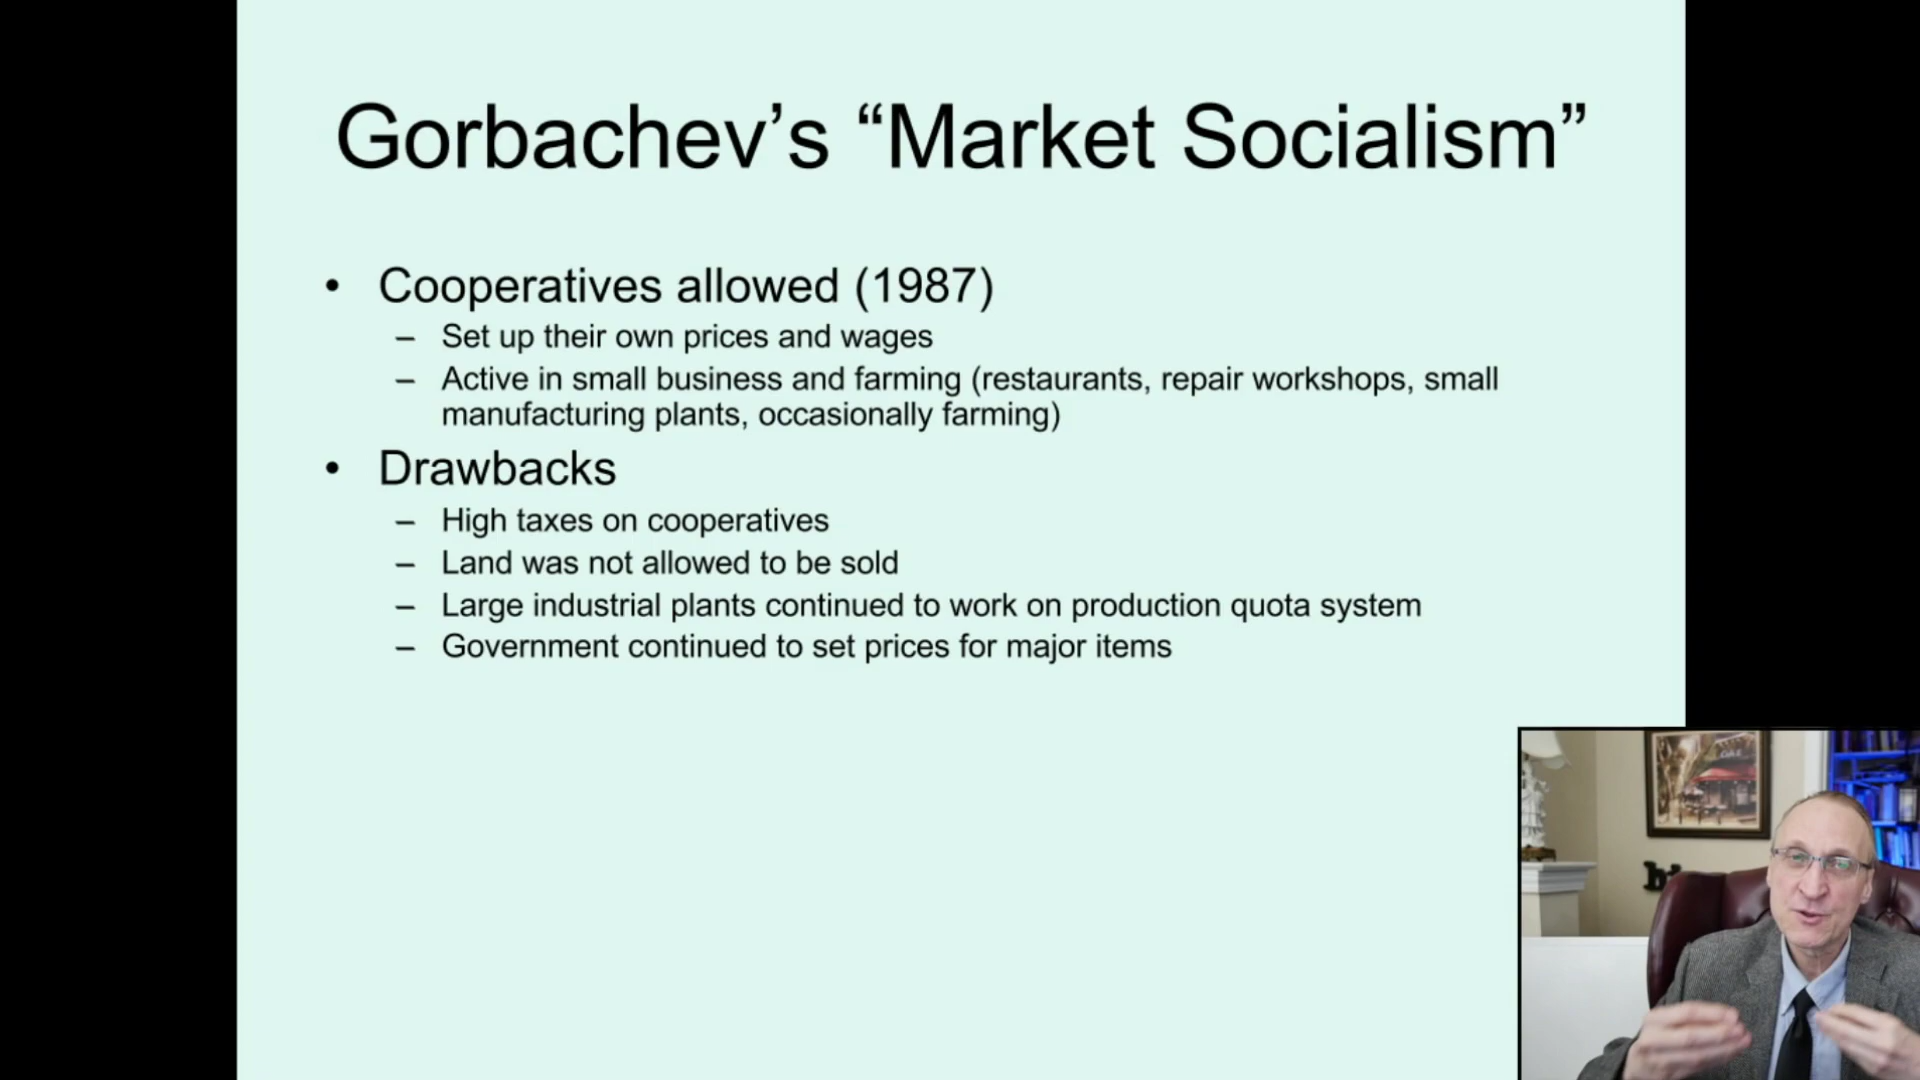 Gorbachev’s “Market Socialism”
• Cooperatives allowed (1987)
– Set up their own prices and wages
– Active in small business and farming (restaurants, repair workshops, small
manufacturing plants, occasionally farming)
• Drawbacks
– High taxes on cooperatives
– Land was not allowed to be sold
– Large industrial plants continued to work on production quota system
– Government continued to set prices for major items